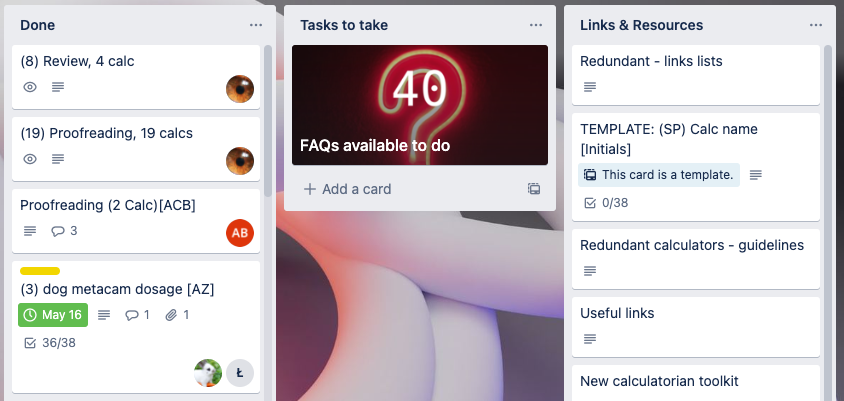 Done
(8) Review, 4 calc
(19) Proofreading, 19 calcs
Proofreading (2 Calc)[ACB]
3
AB
(3) dog metacam dosage [AZ]
May 16
1
1
36/38
Ł
Tasks to take
40
FAQs available to do
Add a card
Links & Resources
Redundant - links lists
TEMPLATE: (SP) Calc name
[Initials]
This card is a template.
0/38
Redundant calculators - guidelines
Useful links
New calculatorian toolkit